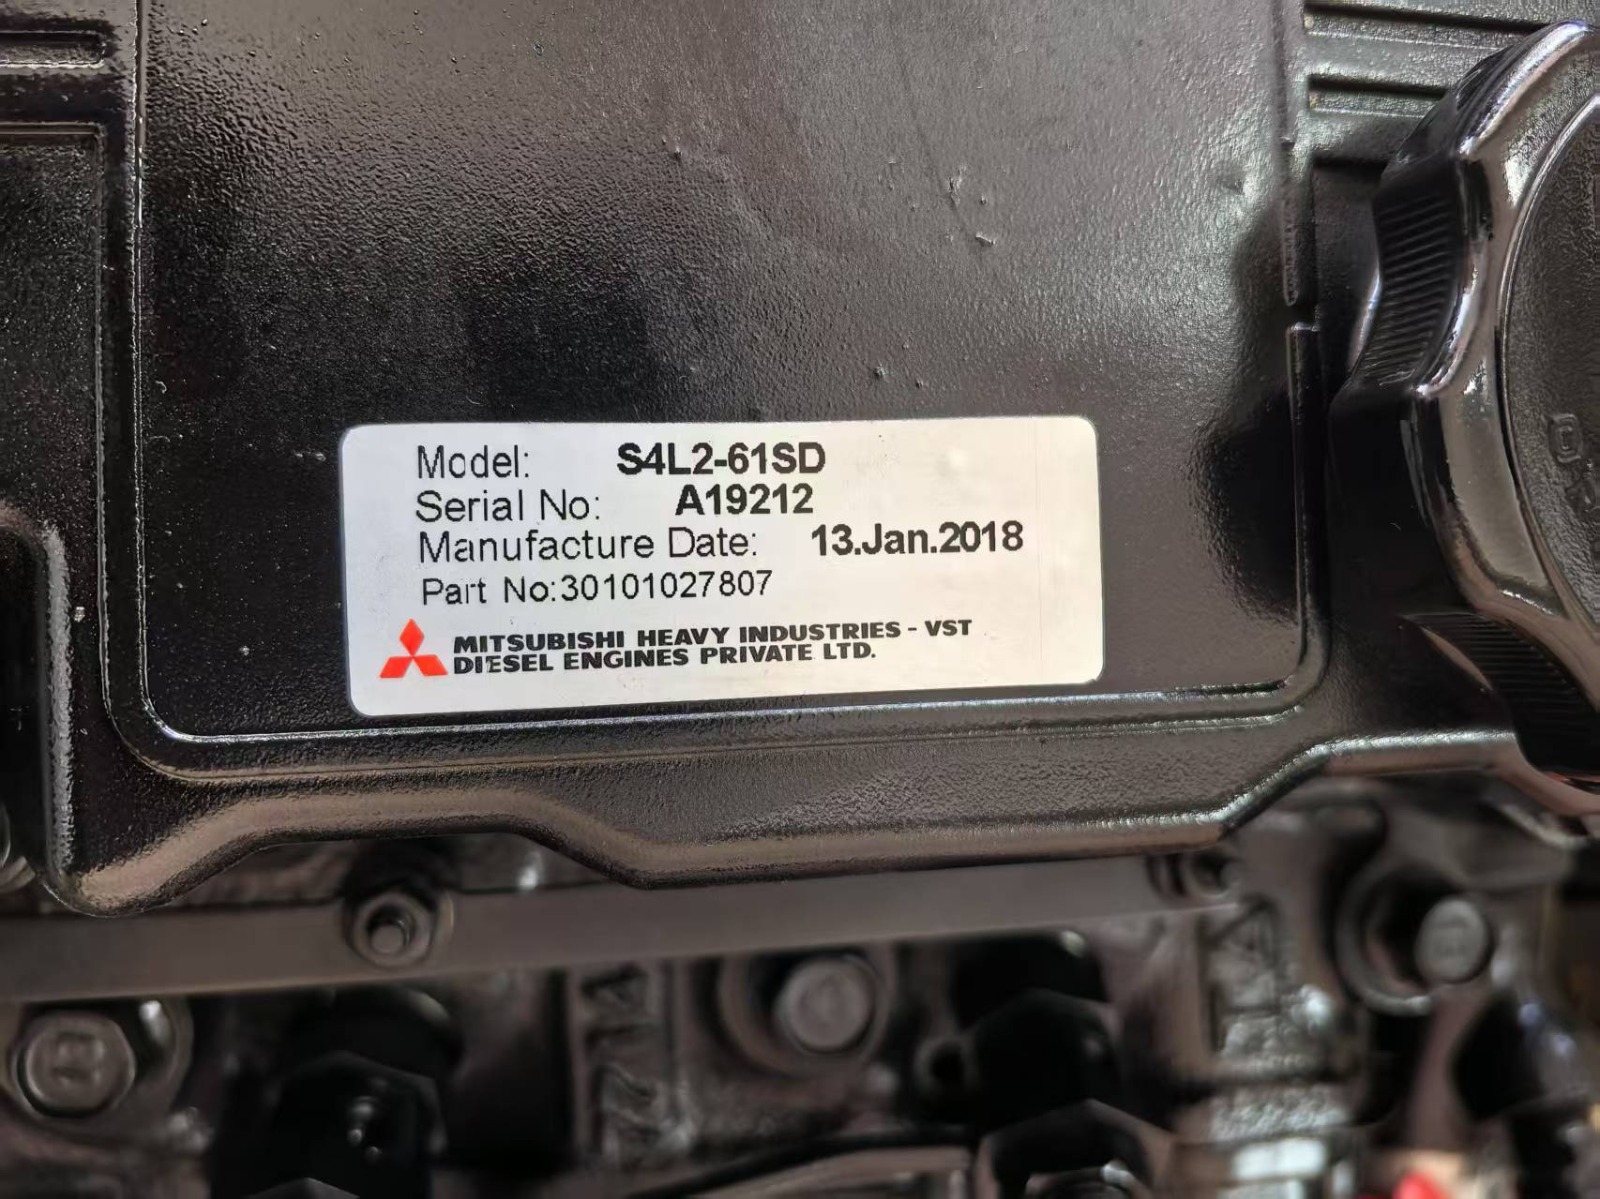 Model: S4L2-61SD
Serial No: A19212
Manufacture Date: 13.Jan.2018
Part No:30101027807
MITSUBISHI HEAVY INDUSTRIES - VST
DIESEL ENGINES PRIVATE LTD.